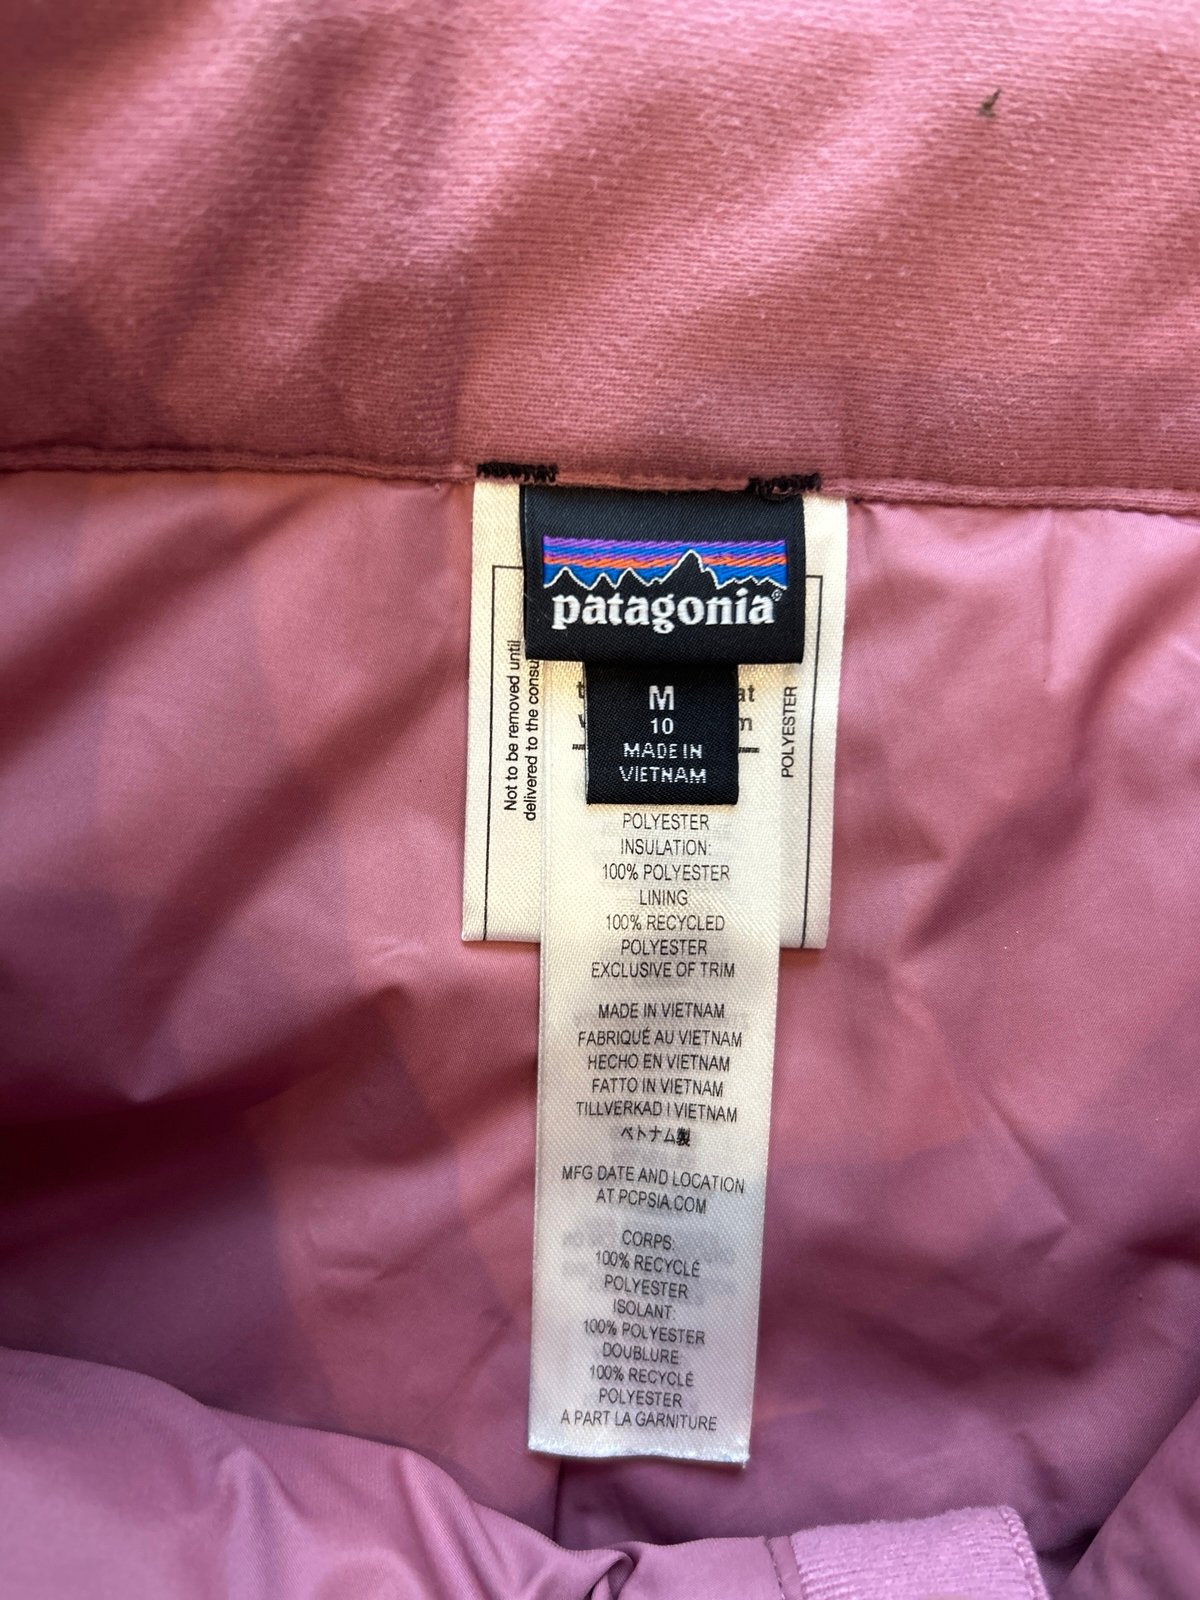 patagonia®
M
10
MADE IN
VIETNAM
Not to be removed until
delivered to the
POLYESTER
POLYESTER
INSULATION:
100% POLYESTER
LINING
100% RECYCLED
POLYESTER
EXCLUSIVE OF TRIM
MADE IN VIETNAM
FABRIQUÉ AU VIETNAM
HECHO EN VIETNAM
FATTO IN VIETNAM
TILLVERKAD I VIETNAM
ベトナム製
MFG DATE AND LOCATION
AT PCPSIA.COM
CORPS:
100% RECYCLÉ
POLYESTER
ISOLANT:
100% POLYESTER
DOUBLURE
100% RECYCLÉ
POLYESTER
A PART LA GARNITURE